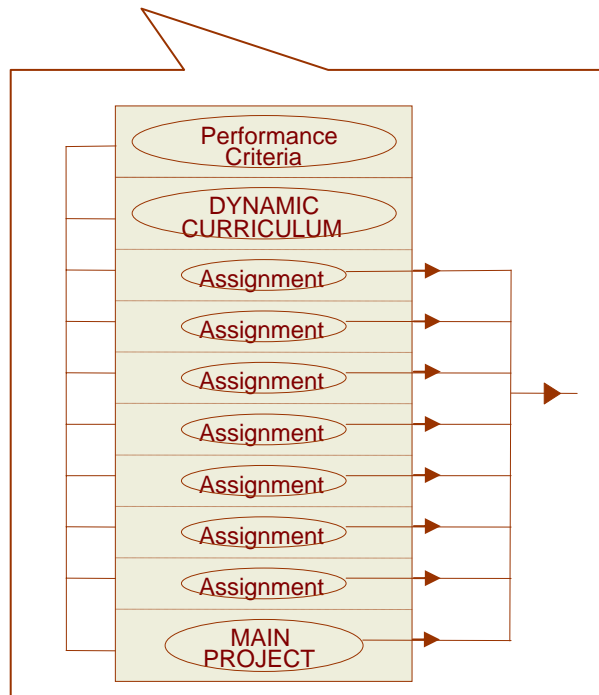 Performance
Criteria
DYNAMIC
CURRICULUM
Assignment
Assignment
Assignment
Assignment
Assignment
Assignment
Assignment
MAIN
PROJECT